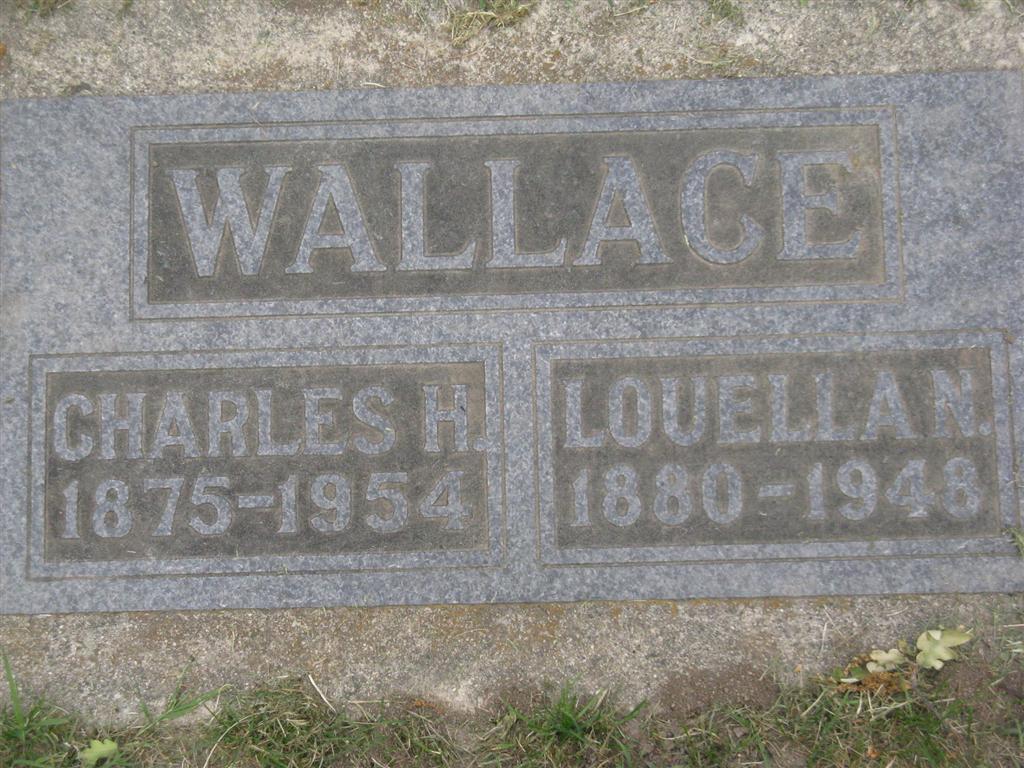 WALLACE
CHARLES H.
1875-1954
LOUELLA N.
1880-1948